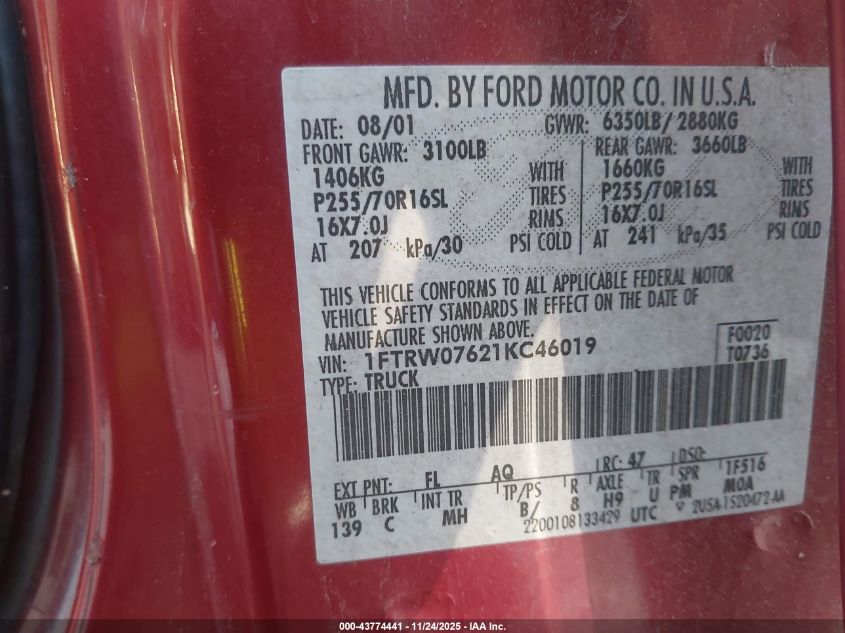 MFD. BY FORD MOTOR CO. IN U.S.A.
DATE: 08/01 GVWR: 6350LB/ 2880KG
FRONT GAWR: 3100LB REAR GAWR: 3660LB
1406KG WITH 1660KG WITH
P255/70R16SL TIRES P255/70R16SL TIRES
16X7.0J RIMS 16X7.0J RIMS
AT 207 kPa/30 PSI COLD AT 241 kPa/35 PSI COLD
THIS VEHICLE CONFORMS TO ALL APPLICABLE FEDERAL MOTOR
VEHICLE SAFETY STANDARDS IN EFFECT ON THE DATE OF
MANUFACTURE SHOWN ABOVE.
VIN: 1FTRW07621KC46019 F0020
TYPE: TRUCK T0736
EXT PNT: FL AQ RC: 47 DSO: 1F516
WB BRK INT TR TP/PS R AXLE TR SPR MOA
139 C MH B/ 8 H9 U PM
2200108133429 UTC 2U5A-1520472-AA
000-43774441 - 11/24/2025 - IAA Inc.